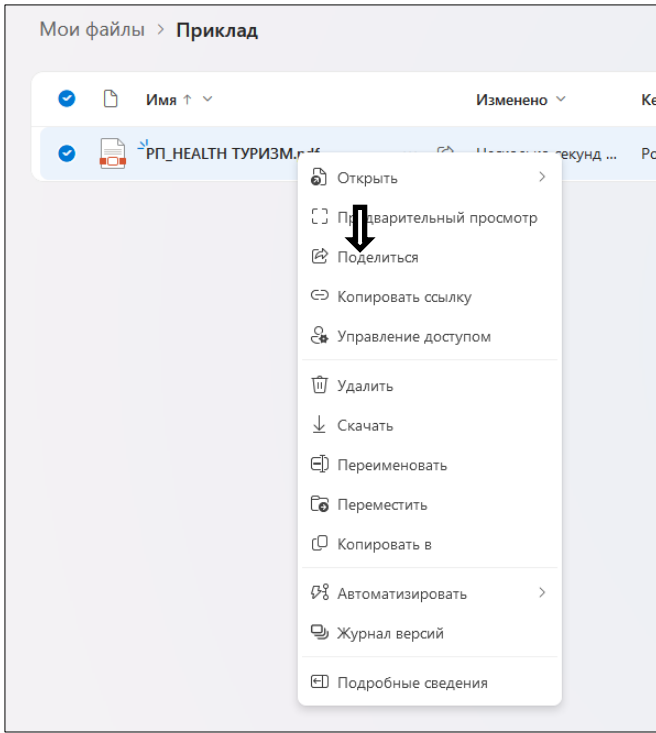 Мои файлы > Приклад
Имя ↑ Изменено
РП_HEALTH ТУРИЗМ.pdf
Открыть
Предварительный просмотр
Поделиться
Копировать ссылку
Управление доступом
Удалить
Скачать
Переименовать
Переместить
Копировать в
Автоматизировать
Журнал версий
Подробные сведения